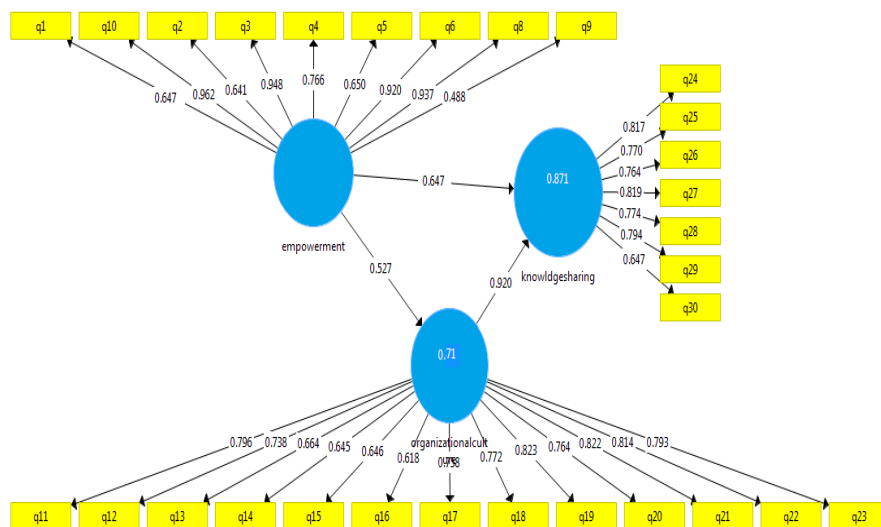 q1 q10 q2 q3 q4 q5 q6 q8 q9
0.647 0.962 0.641 0.948 0.766 0.650 0.920 0.937 0.488
empowerment
0.647
0.527
0.920
0.871
knowldgesharing
q24
0.817
q25
0.770
q26
0.764
q27
0.819
q28
0.774
q29
0.794
q30
0.647
0.71
organizationalcult
0.796 0.738 0.664 0.645 0.646 0.618 0.758 0.772 0.823 0.764 0.822 0.814 0.793
q11 q12 q13 q14 q15 q16 q17 q18 q19 q20 q21 q22 q23